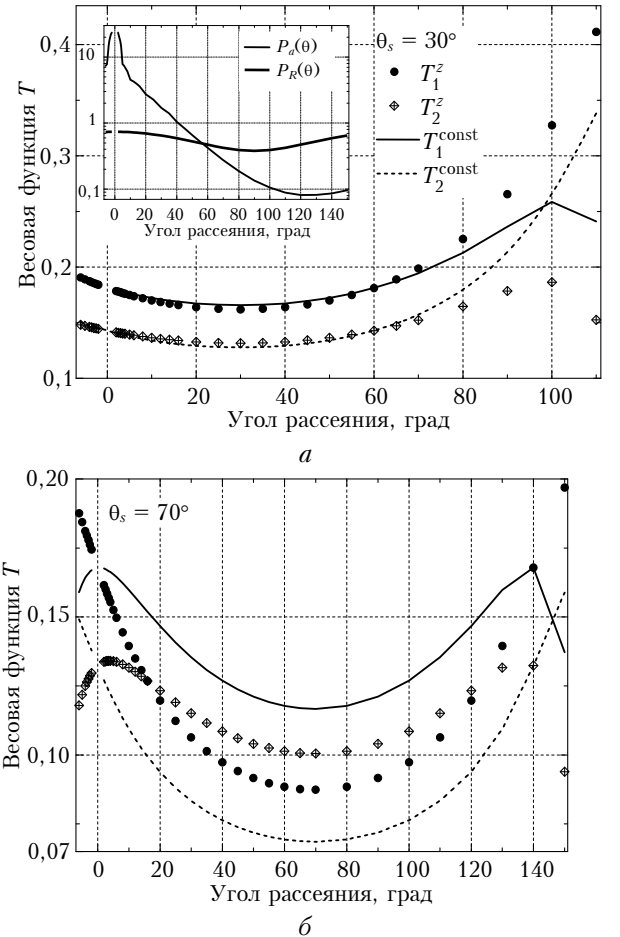 Весовая функция T
0,4
0,3
0,2
0,1
10
1
0,1
P_a(θ)
P_R(θ)
0 20 40 60 80 100 120 140
Угол рассеяния, град
θ_s = 30°
T_1^z
T_2^z
T_1^const
T_2^const
0 20 40 60 80 100
Угол рассеяния, град
а
Весовая функция T
0,20
0,15
0,10
0,07
θ_s = 70°
0 20 40 60 80 100 120 140
Угол рассеяния, град
б